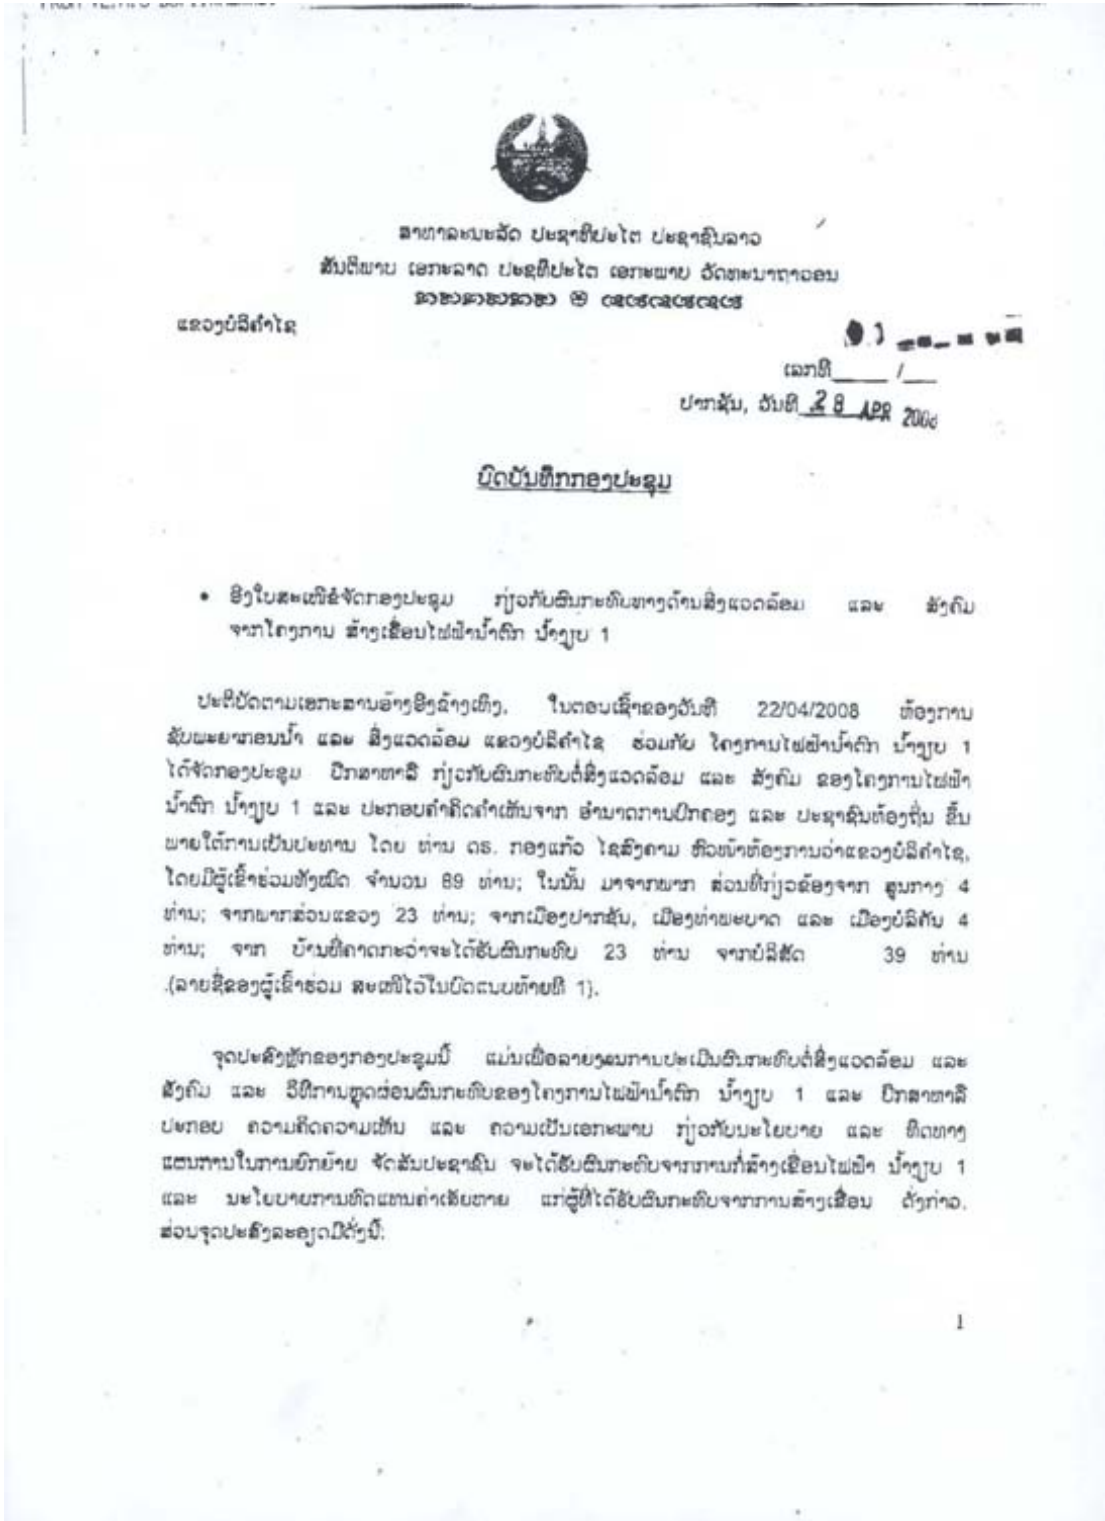 ສາທາລະນະລັດ ປະຊາທິປະໄຕ ປະຊາຊົນລາວ
ສັນຕິພາບ ເອກະລາດ ປະຊທິປະໄຕ ເອກະພາບ ວັດທະນາຖາວອນ
ແຂວງບໍລິຄຳໄຊ
ເລກທີ____ /__
ປາກຊັນ, ວັນທີ 28 APR 2008
ບົດບັນທຶກກອງປະຊຸມ
• ອີງໃບສະເໜີຂໍຈັດກອງປະຊຸມ ກ່ຽວກັບຜົນກະທົບທາງດ້ານສິ່ງແວດລ້ອມ ແລະ ສັງຄົມ
ຈາກໂຄງການ ສ້າງເຂື່ອນໄຟຟ້ານ້ຳຕົກ ນ້ຳງຽບ 1
ປະຕິບັດຕາມເອກະສານອ້າງອີງຂ້າງເທິງ, ໃນຕອນເຊົ້າຂອງວັນທີ 22/04/2008 ຫ້ອງການ
ຊັບພະຍາກອນນ້ຳ ແລະ ສິ່ງແວດລ້ອມ ແຂວງບໍລິຄຳໄຊ ຮ່ວມກັບ ໂຄງການໄຟຟ້ານ້ຳຕົກ ນ້ຳງຽບ 1
ໄດ້ຈັດກອງປະຊຸມ ປຶກສາຫາລື ກ່ຽວກັບຜົນກະທົບຕໍ່ສິ່ງແວດລ້ອມ ແລະ ສັງຄົມ ຂອງໂຄງການໄຟຟ້າ
ນ້ຳຕົກ ນ້ຳງຽບ 1 ແລະ ປະກອບຄຳຄິດຄຳເຫັນຈາກ ອຳນາດການປົກຄອງ ແລະ ປະຊາຊົນທ້ອງຖິ່ນ ຂຶ້ນ
ພາຍໃຕ້ການເປັນປະທານ ໂດຍ ທ່ານ ດຣ. ກອງແກ້ວ ໄຊສົງຄາມ ຫົວໜ້າຫ້ອງການວ່າແຂວງບໍລິຄຳໄຊ,
ໂດຍມີຜູ້ເຂົ້າຮ່ວມທັງໝົດ ຈຳນວນ 89 ທ່ານ; ໃນນັ້ນ ມາຈາກພາກ ສ່ວນທີ່ກ່ຽວຂ້ອງຈາກ ສູນກາງ 4
ທ່ານ; ຈາກພາກສ່ວນແຂວງ 23 ທ່ານ; ຈາກເມືອງປາກຊັນ, ເມືອງທ່າພະບາດ ແລະ ເມືອງບໍລິຄັນ 4
ທ່ານ; ຈາກ ບ້ານທີ່ຄາດກະວ່າຈະໄດ້ຮັບຜົນກະທົບ 23 ທ່ານ ຈາກບໍລິສັດ 39 ທ່ານ
.(ລາຍຊື່ຂອງຜູ້ເຂົ້າຮ່ວມ ສະເໜີໄວ້ໃນບົດແນບທ້າຍທີ 1).
ຈຸດປະສົງຫຼັກຂອງກອງປະຊຸມນີ້ ແມ່ນເພື່ອລາຍງານການປະເມີນຜົນກະທົບຕໍ່ສິ່ງແວດລ້ອມ ແລະ
ສັງຄົມ ແລະ ວິທີການຫຼຸດຜ່ອນຜົນກະທົບຂອງໂຄງການໄຟຟ້ານ້ຳຕົກ ນ້ຳງຽບ 1 ແລະ ປຶກສາຫາລື
ປະກອບ ຄວາມຄິດຄວາມເຫັນ ແລະ ຄວາມເປັນເອກະພາບ ກ່ຽວກັບນະໂຍບາຍ ແລະ ທິດທາງ
ແຜນການໃນການຍົກຍ້າຍ ຈັດສັນປະຊາຊົນ ຈະໄດ້ຮັບຜົນກະທົບຈາກການກໍ່ສ້າງເຂື່ອນໄຟຟ້າ ນ້ຳງຽບ 1
ແລະ ນະໂຍບາຍການທົດແທນຄ່າເສັຍຫາຍ ແກ່ຜູ້ທີ່ໄດ້ຮັບຜົນກະທົບຈາກການສ້າງເຂື່ອນ ດັ່ງກ່າວ.
ສ່ວນຈຸດປະສົງລະອຽດມີດັ່ງນີ້:
1